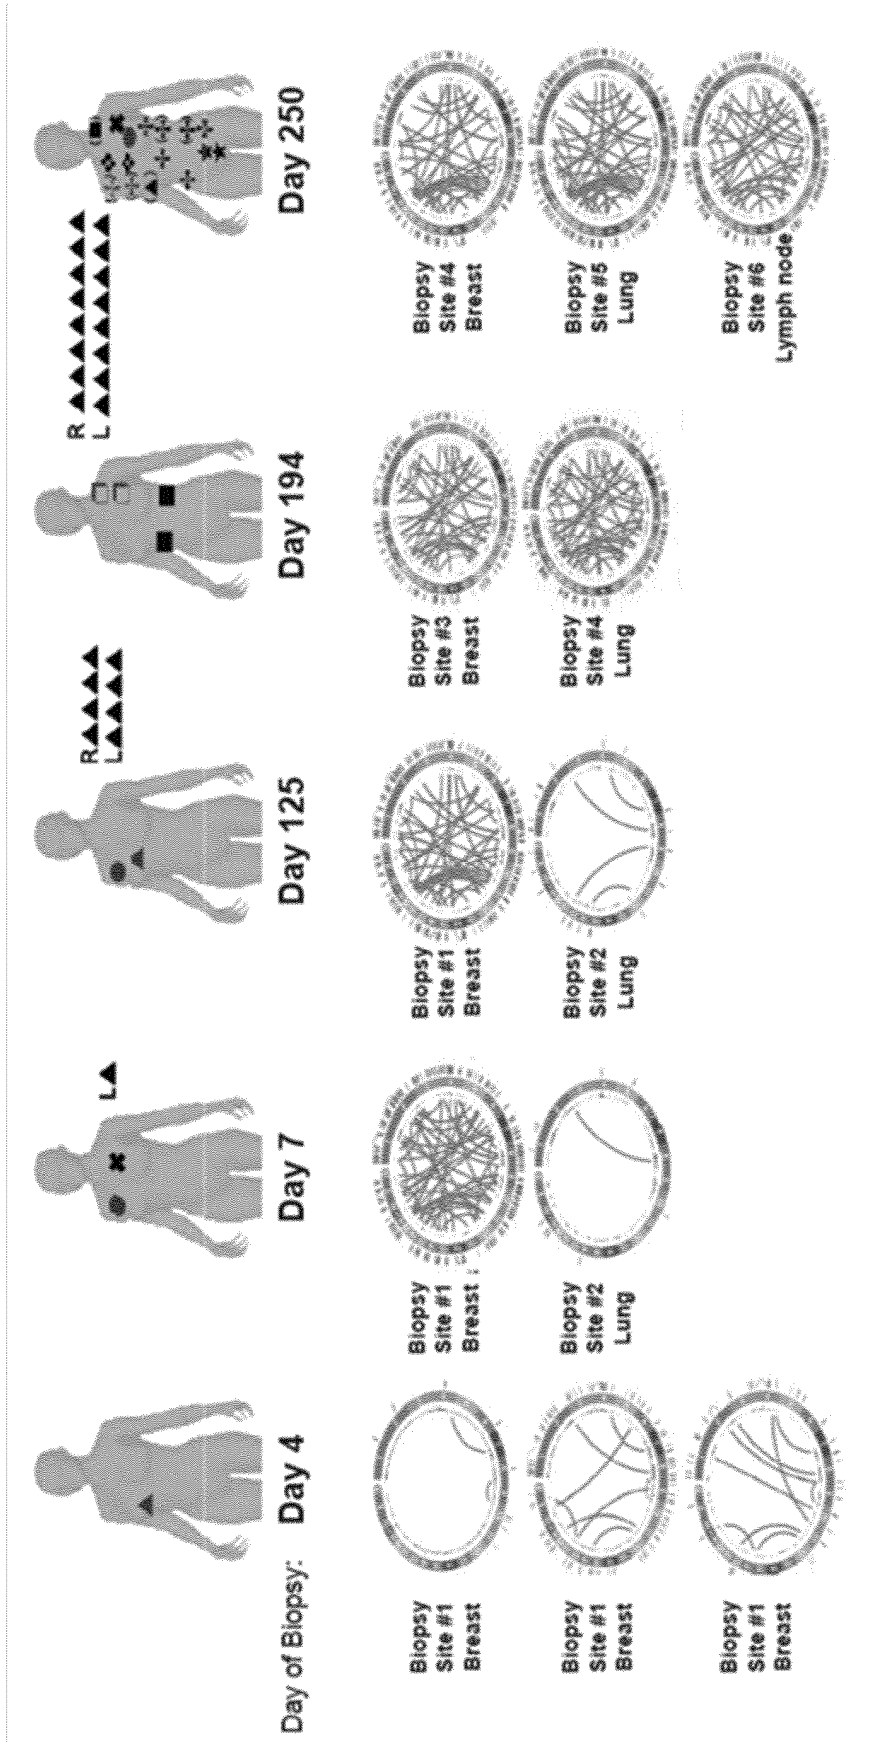 Day of Biopsy:
Day 4
Day 7
Day 125
Day 194
Day 250
L
R
L
R
L
Biopsy
Site #1
Breast
Biopsy
Site #1
Breast
Biopsy
Site #1
Breast
Biopsy
Site #1
Breast
Biopsy
Site #2
Lung
Biopsy
Site #1
Breast
Biopsy
Site #2
Lung
Biopsy
Site #3
Breast
Biopsy
Site #4
Lung
Biopsy
Site #4
Breast
Biopsy
Site #5
Lung
Biopsy
Site #6
Lymph node